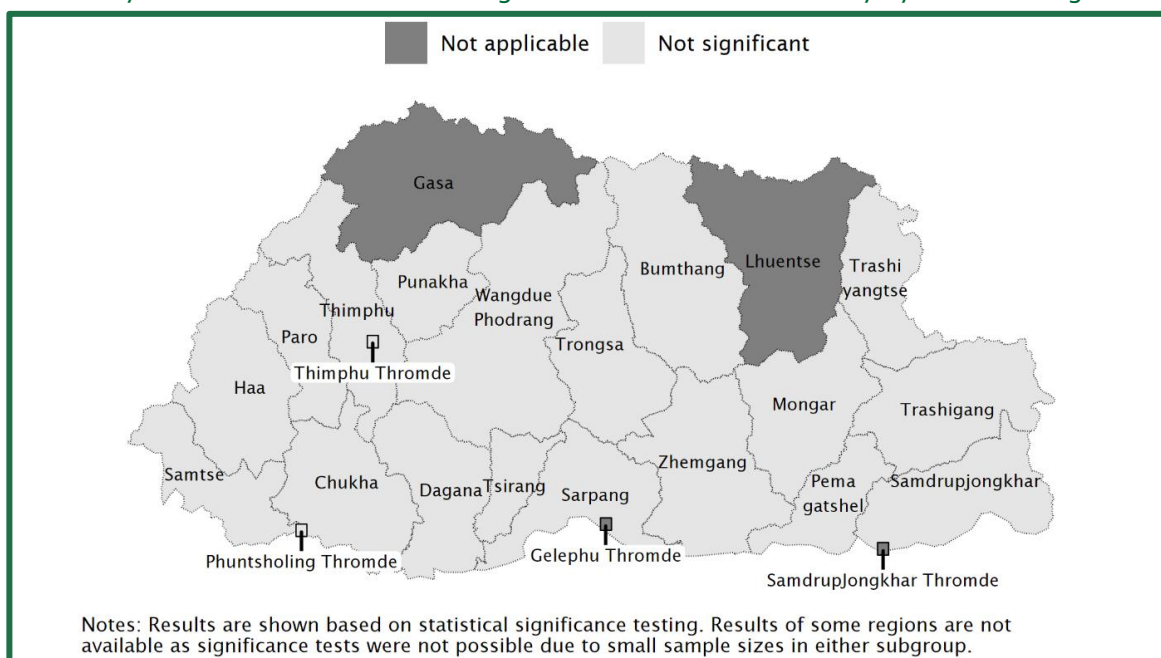 Not applicable
Not significant
Gasa
Lhuentse
Trashi
yangtse
Bumthang
Punakha
Wangdue
Phodrang
Thimphu
Paro
Trongsa
Thimphu Thromde
Haa
Mongar
Trashigang
Zhemgang
Samtse
Chukha
Dagana
Tsirang
Sarpang
Pema
gatshel
Samdrupjongkhar
Phuntsholing Thromde
Gelephu Thromde
SamdrupJongkhar Thromde
Notes: Results are shown based on statistical significance testing. Results of some regions are not
available as significance tests were not possible due to small sample sizes in either subgroup.